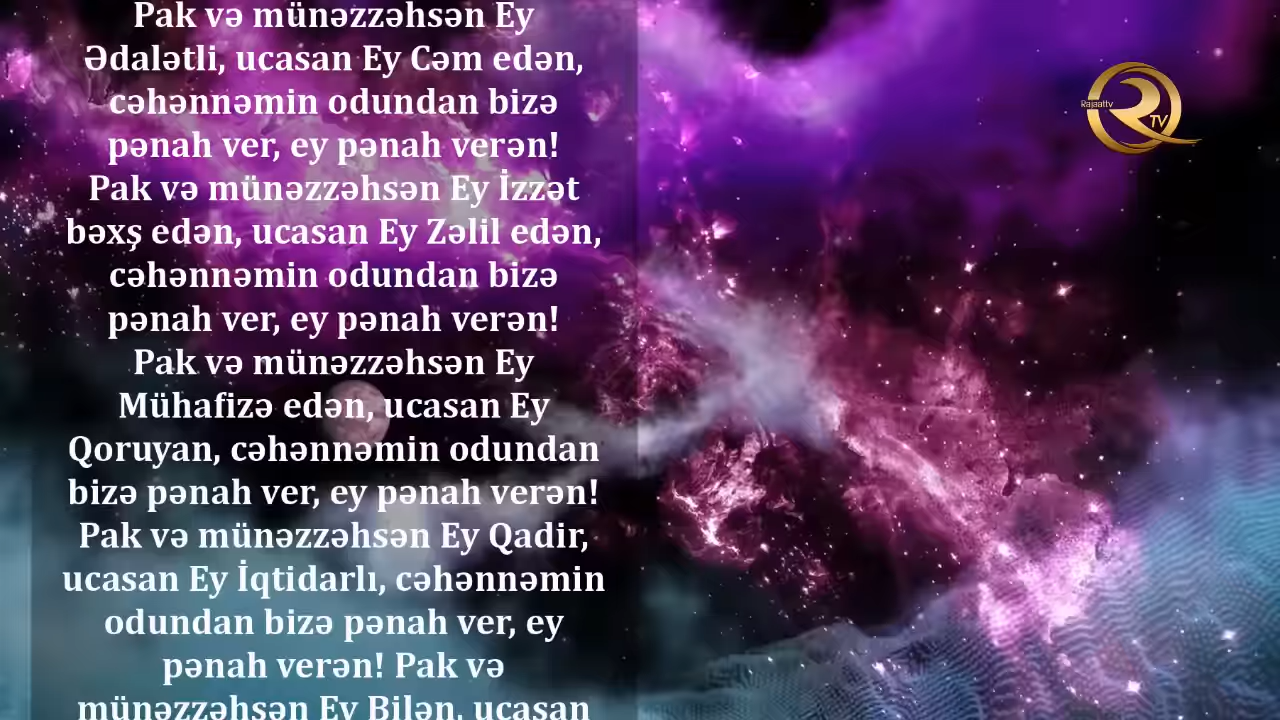 Pak və münəzzəhsən Ey
Ədalətli, ucasan Ey Cəm edən,
cəhənnəmin odundan bizə
pənah ver, ey pənah verən!
Pak və münəzzəhsən Ey İzzət
bəxş edən, ucasan Ey Zəlil edən,
cəhənnəmin odundan bizə
pənah ver, ey pənah verən!
Pak və münəzzəhsən Ey
Mühafizə edən, ucasan Ey
Qoruyan, cəhənnəmin odundan
bizə pənah ver, ey pənah verən!
Pak və münəzzəhsən Ey Qadir,
ucasan Ey İqtidarlı, cəhənnəmin
odundan bizə pənah ver, ey
pənah verən! Pak və
münəzzəhsən Ey Bilən, ucasan
Rajaattv
TV